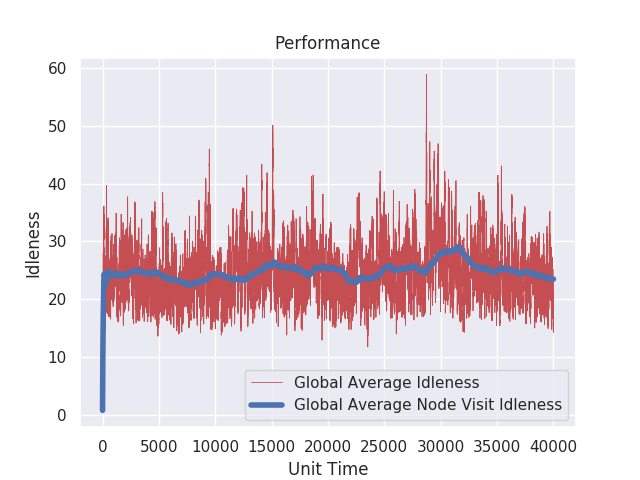 Performance
60
50
40
30
20
10
0
Idleness
Global Average Idleness
Global Average Node Visit Idleness
0 5000 10000 15000 20000 25000 30000 35000 40000
Unit Time